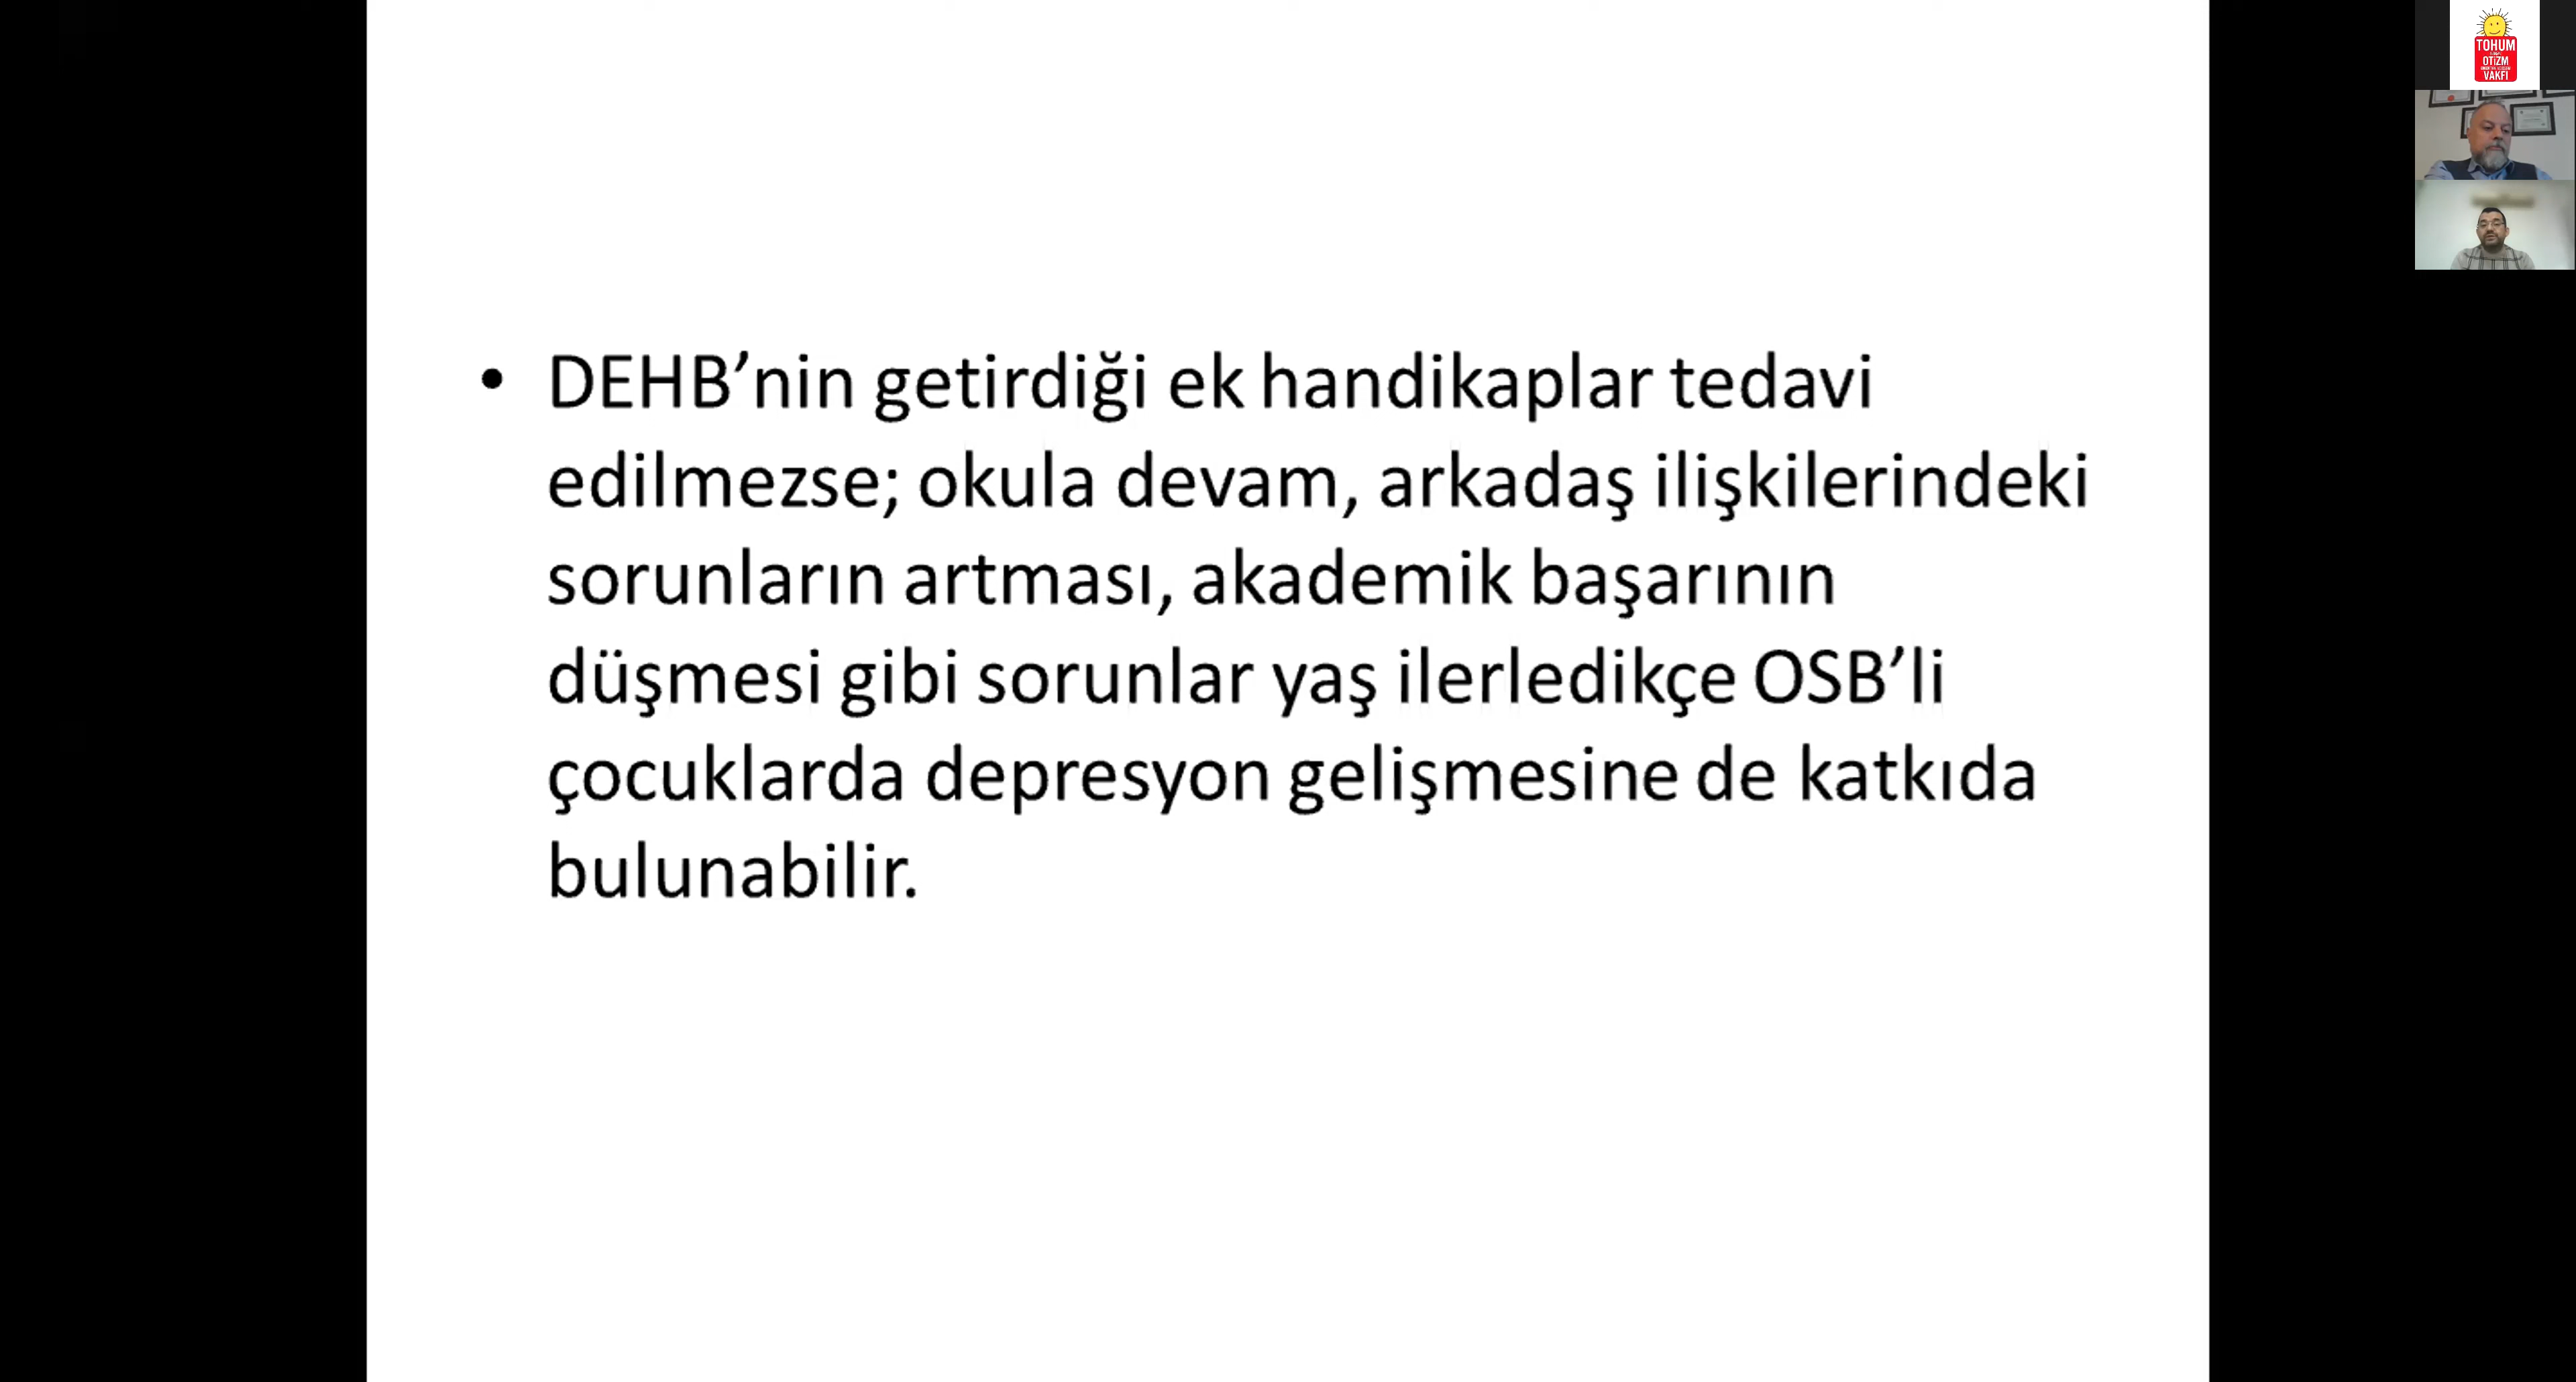 • DEHB’nin getirdiği ek handikaplar tedavi
edilmezse; okula devam, arkadaş ilişkilerindeki
sorunların artması, akademik başarının
düşmesi gibi sorunlar yaş ilerledikçe OSB’li
çocuklarda depresyon gelişmesine de katkıda
bulunabilir.
TOHUM
OTİZM
VAKFI